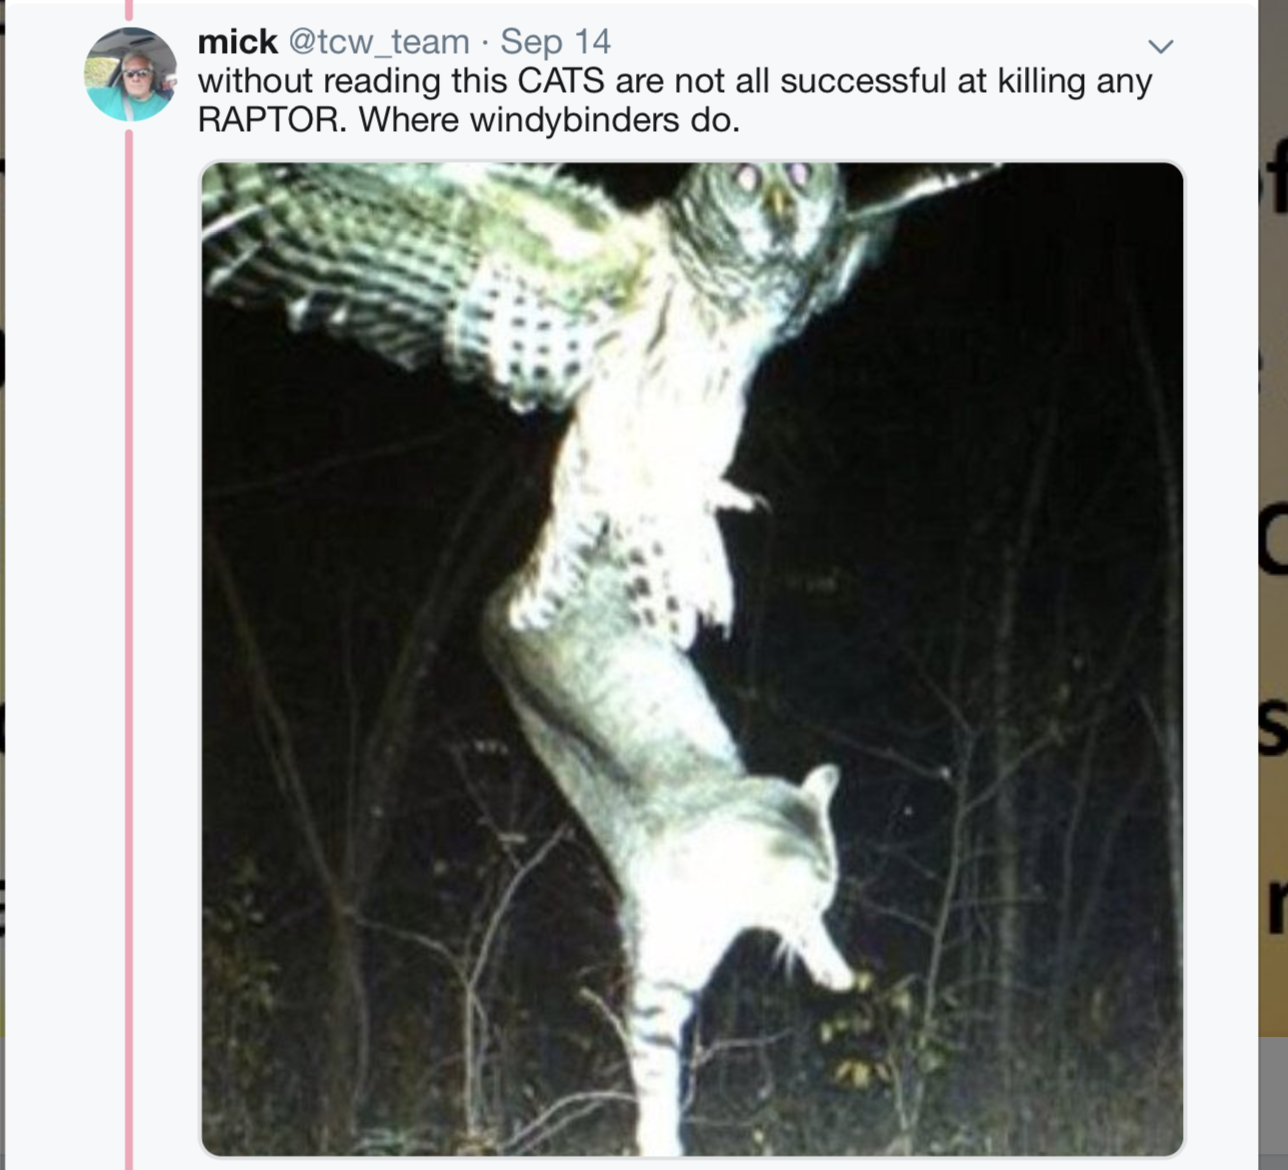 mick @tcw_team · Sep 14
without reading this CATS are not all successful at killing any
RAPTOR. Where windybinders do.